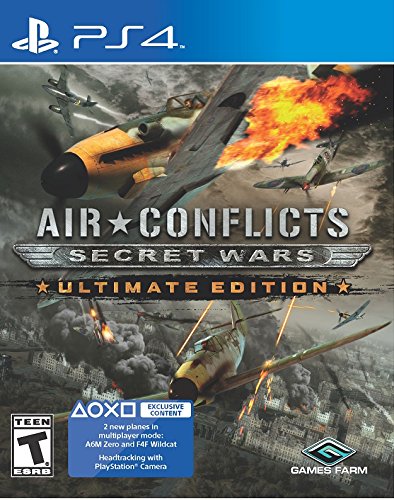 PS4
AIR★CONFLICTS
SECRET WARS
★ULTIMATE EDITION★
EXCLUSIVE
CONTENT
2 new planes in
multiplayer mode:
A6M Zero and F4F Wildcat
Headtracking with
PlayStation® Camera
TEEN
T
ESRB
GAMES FARM